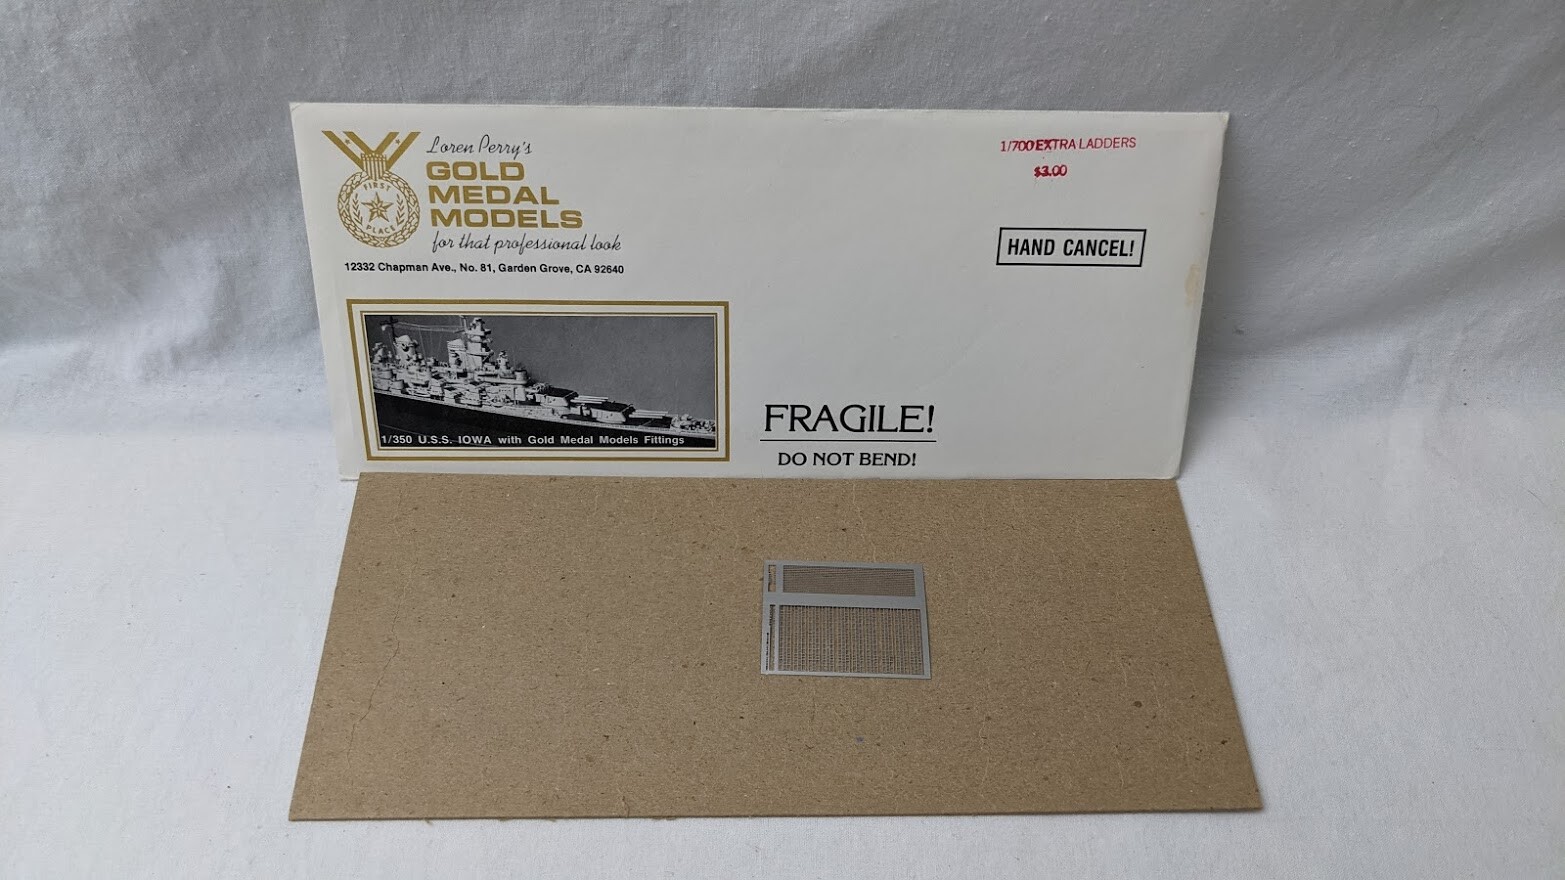 Loren Perry's
GOLD
MEDAL
MODELS
for that professional look
12332 Chapman Ave., No. 81, Garden Grove, CA 92640
FIRST
PLACE
1/700 EXTRA LADDERS
$3.00
HAND CANCEL!
1/350 U.S.S. IOWA with Gold Medal Models Fittings
FRAGILE!
DO NOT BEND!